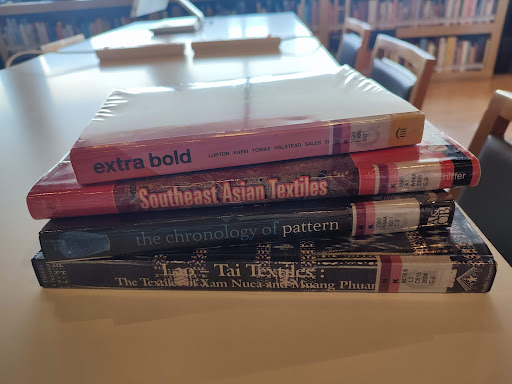 extra bold LUPTON KAFEI TOBIAS HALSTEAD SALES
Southeast Asian Textiles
the chronology of pattern
Lao - Tai Textiles:
The Textiles of Xam Nuea and Muang Phuan